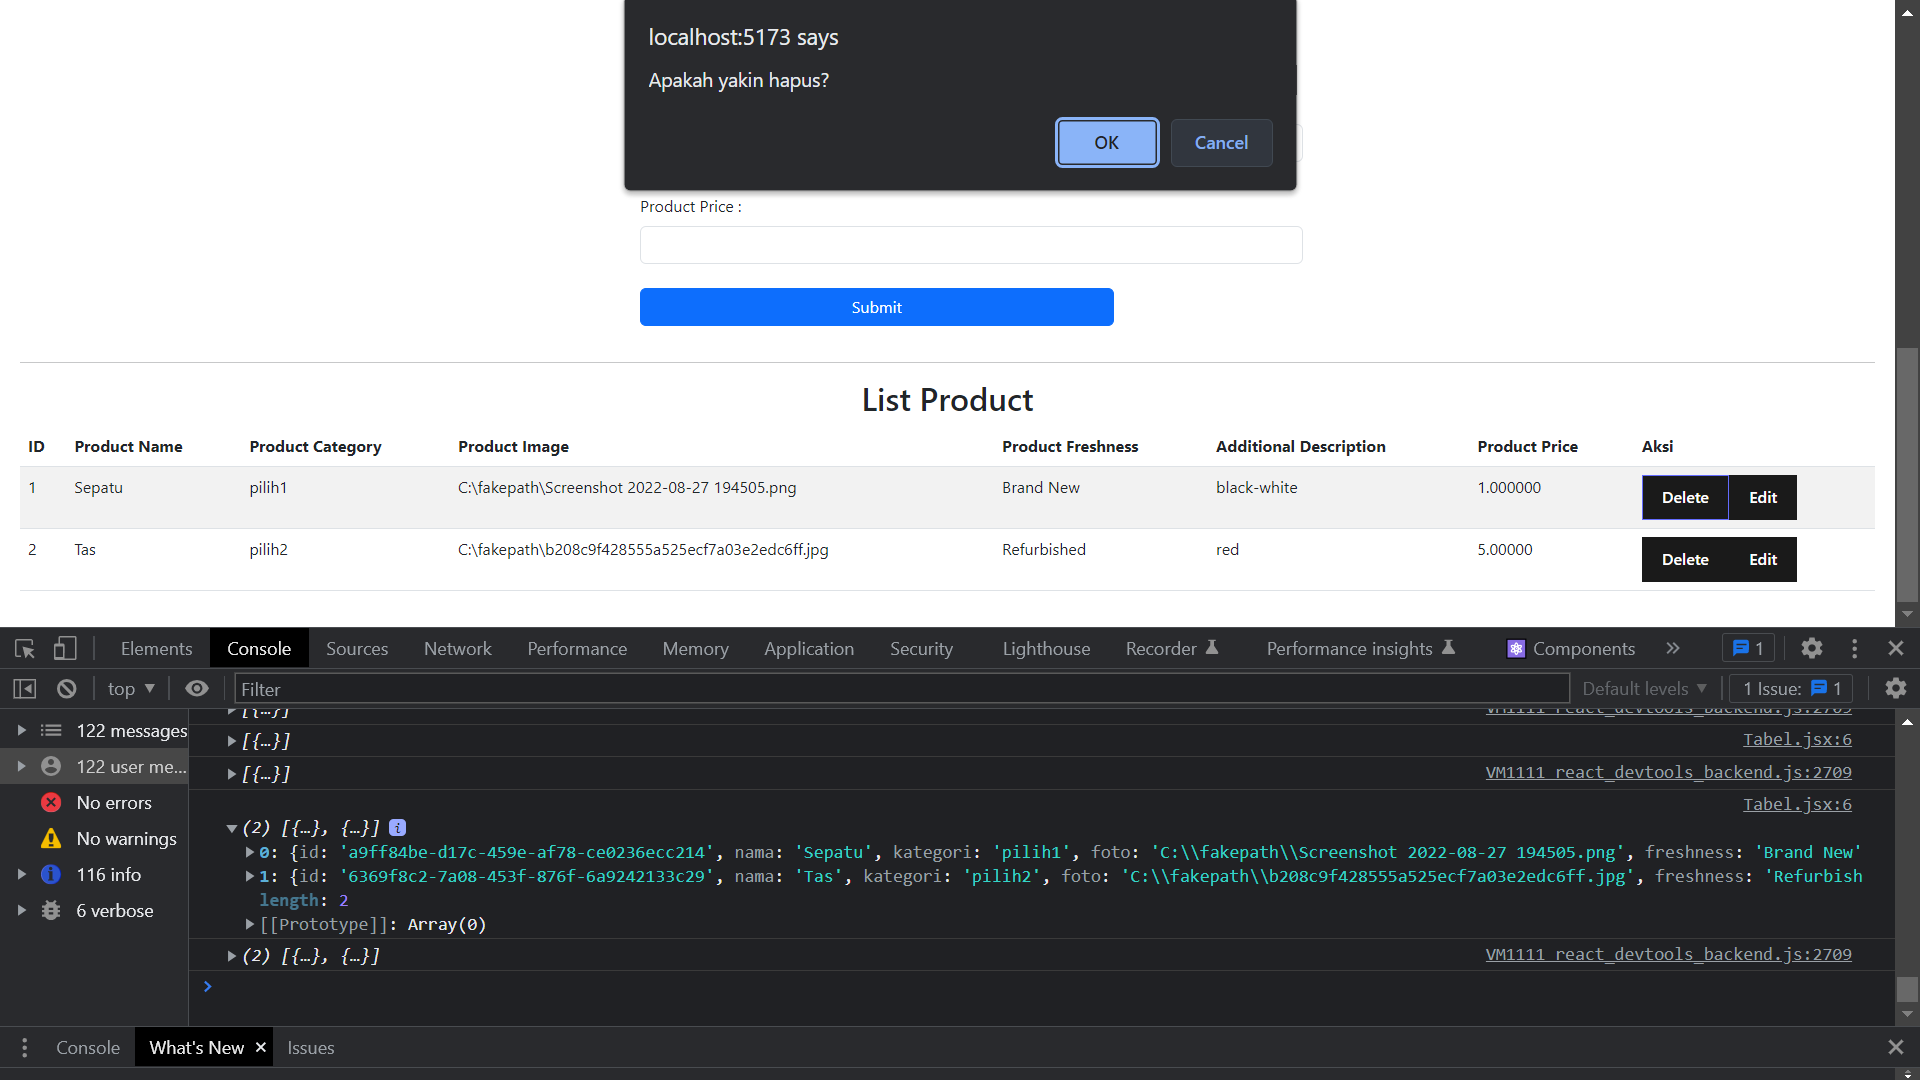 localhost:5173 says
Apakah yakin hapus?
OK Cancel
Product Price :
Submit
List Product
ID Product Name Product Category Product Image Product Freshness Additional Description Product Price Aksi
1 Sepatu pilih1 C:\fakepath\Screenshot 2022-08-27 194505.png Brand New black-white 1.000000 Delete Edit
2 Tas pilih2 C:\fakepath\b208c9f428555a525ecf7a03e2edc6ff.jpg Refurbished red 5.00000 Delete Edit
Elements Console Sources Network Performance Memory Application Security Lighthouse Recorder Performance insights Components 1
top Filter Default levels 1 Issue: 1
122 messages
122 user me...
No errors
No warnings
116 info
6 verbose
[{…}] VM1111 react_devtools_backend.js:2709
[{…}] Tabel.jsx:6
[{…}] VM1111 react_devtools_backend.js:2709
Tabel.jsx:6
(2) [{…}, {…}] i
0: {id: 'a9ff84be-d17c-459e-af78-ce0236ecc214', nama: 'Sepatu', kategori: 'pilih1', foto: 'C:\\fakepath\\Screenshot 2022-08-27 194505.png', freshness: 'Brand New'
1: {id: '6369f8c2-7a08-453f-876f-6a9242133c29', nama: 'Tas', kategori: 'pilih2', foto: 'C:\\fakepath\\b208c9f428555a525ecf7a03e2edc6ff.jpg', freshness: 'Refurbish
length: 2
[[Prototype]]: Array(0)
(2) [{…}, {…}] VM1111 react_devtools_backend.js:2709
Console What's New Issues